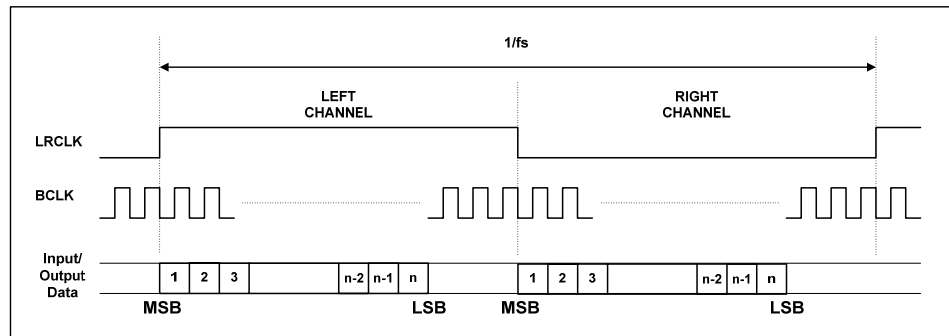 1/fs
LEFT
CHANNEL
RIGHT
CHANNEL
LRCLK
BCLK
Input/
Output
Data
1 2 3 n-2 n-1 n 1 2 3 n-2 n-1 n
MSB LSB MSB LSB